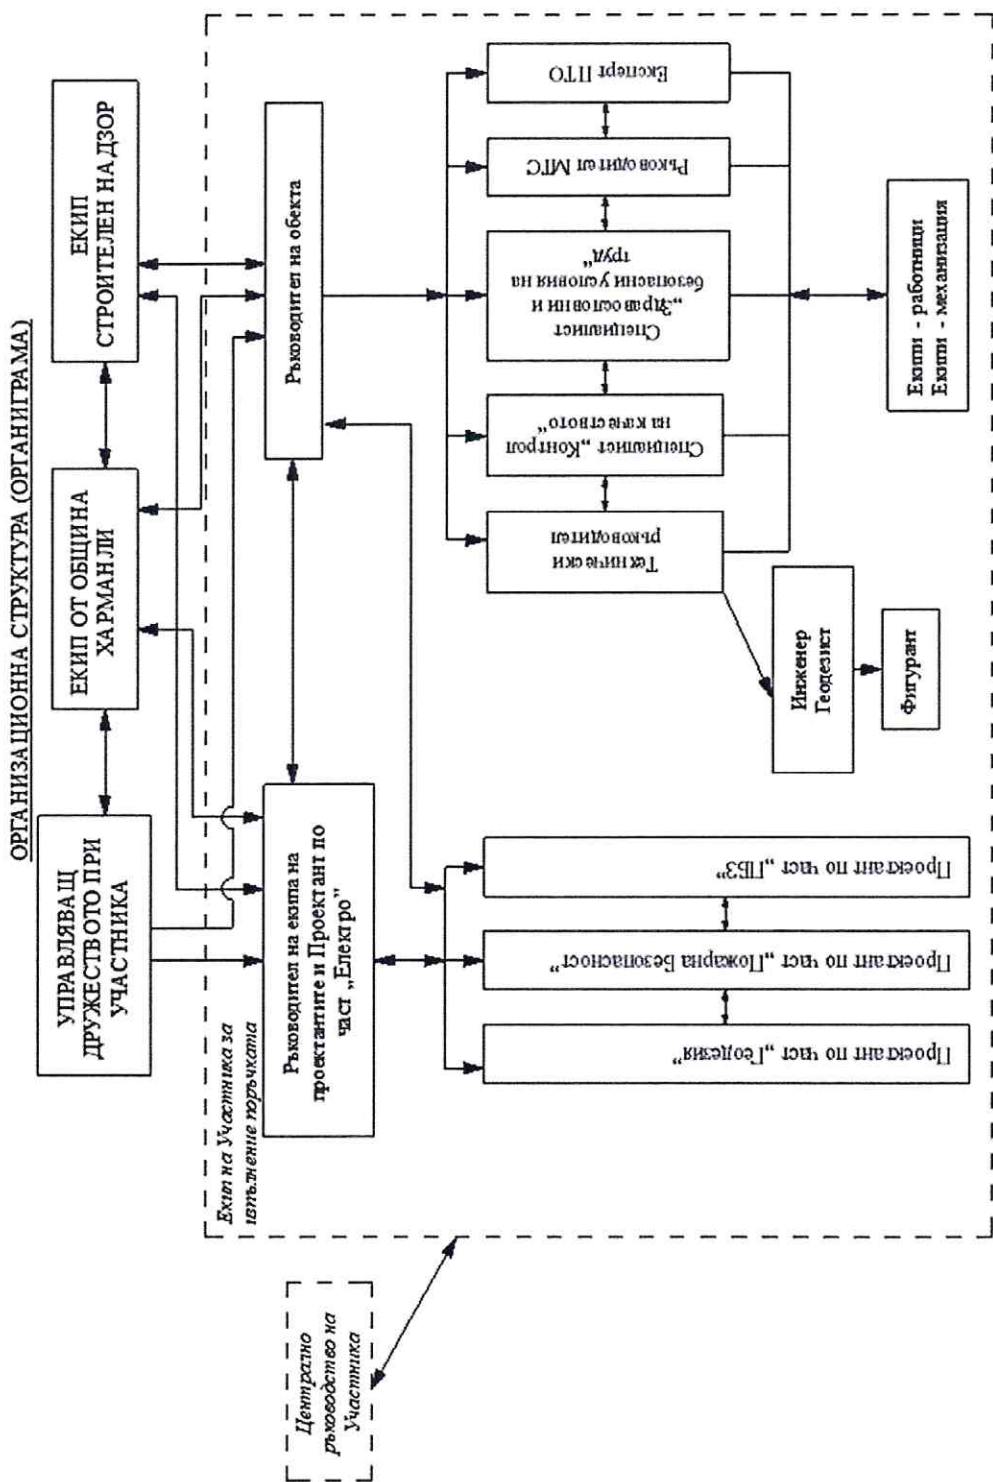 ОРГАНИЗАЦИОННА СТРУКТУРА (ОРГАНИГРАМА)
УПРАВЛЯВАЩ
ДРУЖЕСТВОТО ПРИ
УЧАСТНИКА
ЕКИП ОТ ОБЩИНА
ХАРМАНЛИ
ЕКИП
СТРОИТЕЛЕН НАДЗОР
Екип на Участника за
изпълнение поръчката
Централно
ръководство на
Участника
Ръководител на екипа на
проектантите и Проектант по
част „Електро”
Ръководител на обекта
Проектант по част „Геодезия”
Проектант по част „Пожарна Безопасност”
Проектант по част „ПБЗ”
Технически
ръководител
Специалист „Контрол
на качеството”
Специалист
„Здравословни и
безопасни условия на
труд”
Ръководител МТС
Експерт ПТО
Инженер
Геодезист
Фигурант
Екипи - работници
Екипи - механизация